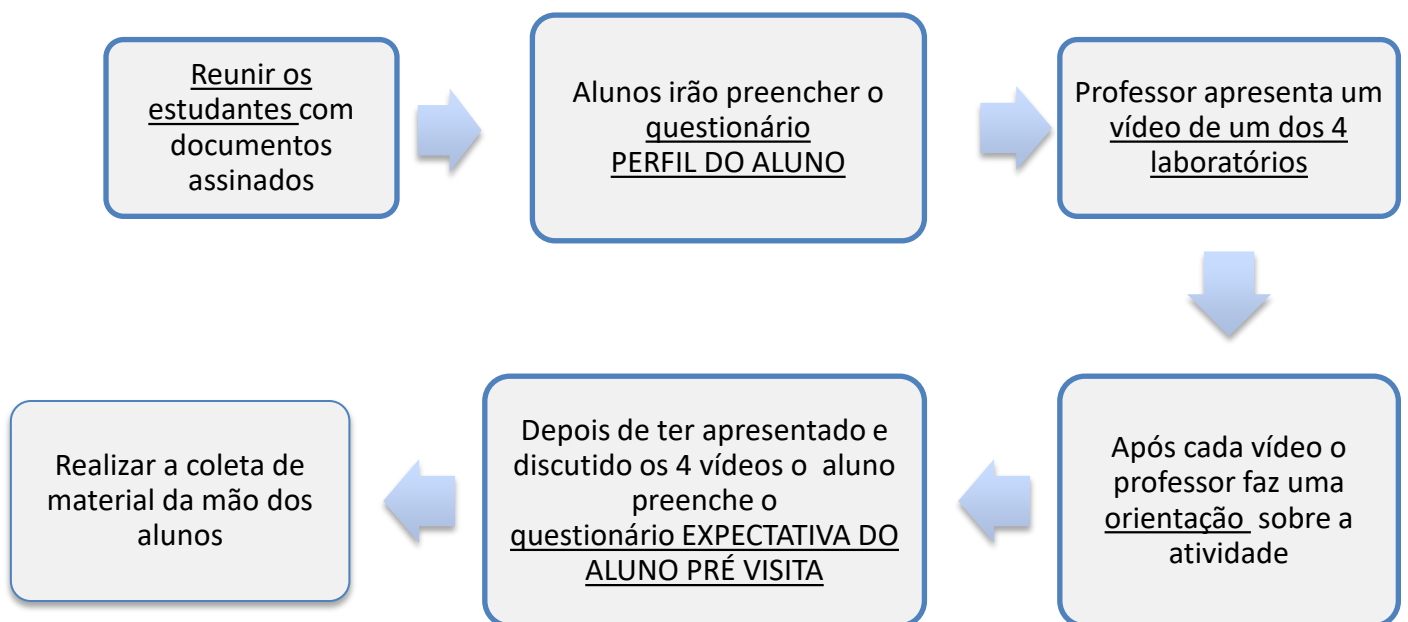 Reunir os
estudantes com
documentos
assinados
Alunos irão preencher o
questionário
PERFIL DO ALUNO
Professor apresenta um
vídeo de um dos 4
laboratórios
Após cada vídeo o
professor faz uma
orientação sobre a
atividade
Depois de ter apresentado e
discutido os 4 vídeos o aluno
preenche o
questionário EXPECTATIVA DO
ALUNO PRÉ VISITA
Realizar a coleta de
material da mão dos
alunos